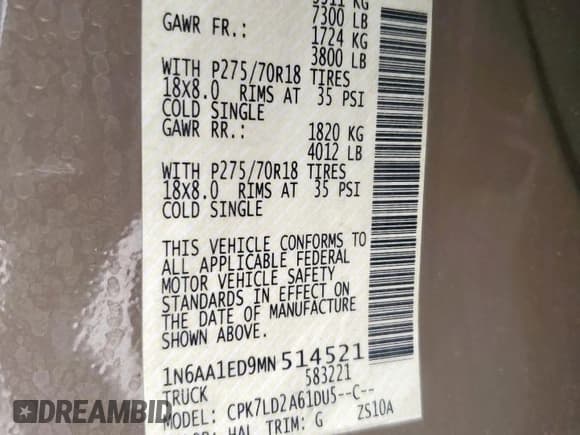 7300 LB
GAWR FR.: 1724 KG
3800 LB
WITH P275/70R18 TIRES
18X8.0 RIMS AT 35 PSI
COLD SINGLE
GAWR RR.: 1820 KG
4012 LB
WITH P275/70R18 TIRES
18X8.0 RIMS AT 35 PSI
COLD SINGLE
THIS VEHICLE CONFORMS TO
ALL APPLICABLE FEDERAL
MOTOR VEHICLE SAFETY
STANDARDS IN EFFECT ON
THE DATE OF MANUFACTURE
SHOWN ABOVE.
1N6AA1ED9MN514521
TRUCK 583221
MODEL: CPK7LD2A61DU5--C--
HAL TRIM: G ZS10A
DREAMBID